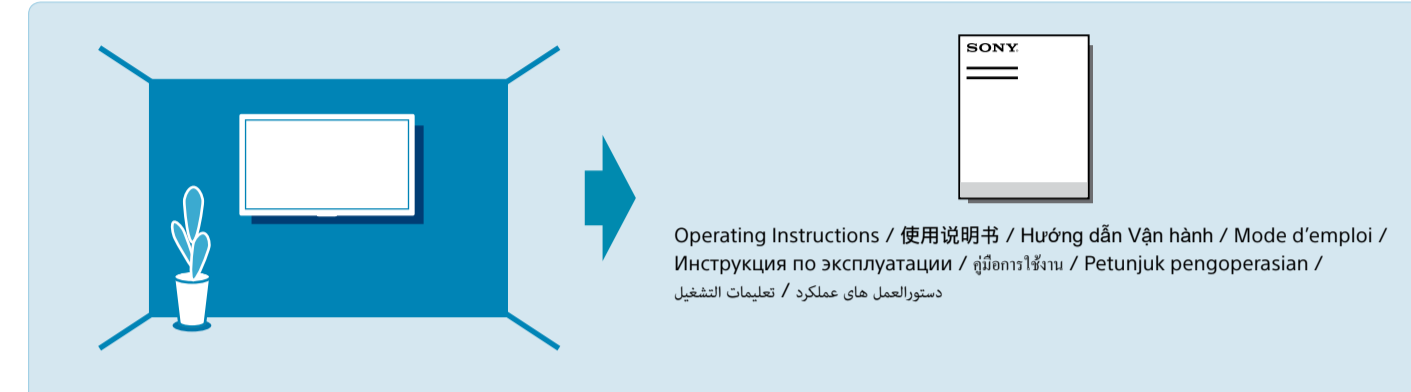 SONY
Operating Instructions / 使用说明书 / Hướng dẫn Vận hành / Mode d'emploi /
Инструкция по эксплуатации / คู่มือการใช้งาน / Petunjuk pengoperasian /
دستورالعمل های عملکرد / تعليمات التشغيل